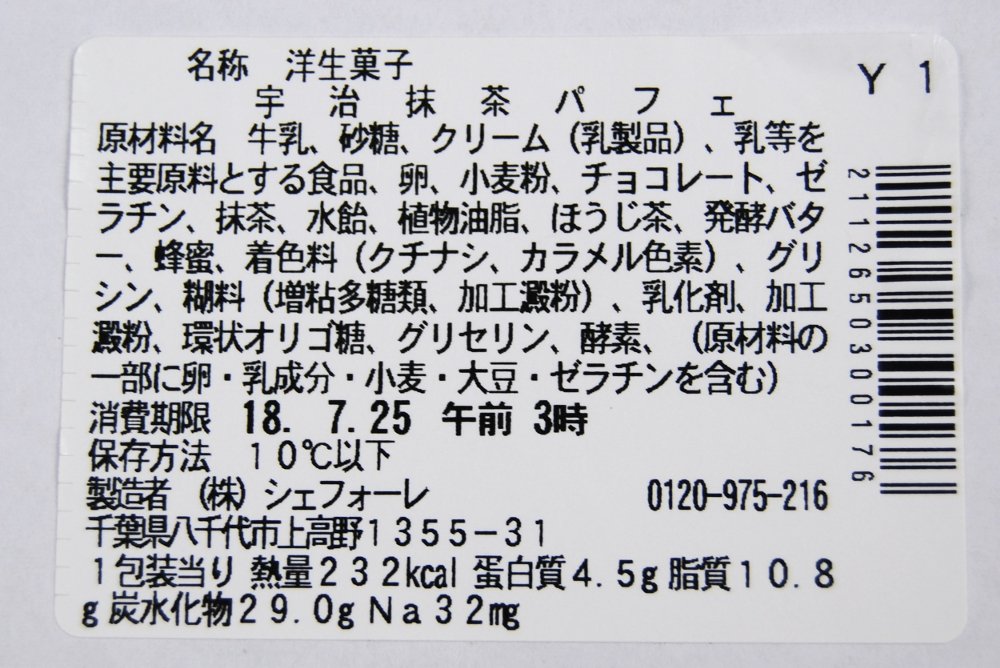 名称　洋生菓子
Y 1
宇治抹茶パフェ
原材料名　牛乳、砂糖、クリーム（乳製品）、乳等を
主要原料とする食品、卵、小麦粉、チョコレート、ゼ
ラチン、抹茶、水飴、植物油脂、ほうじ茶、発酵バタ
ー、蜂蜜、着色料（クチナシ、カラメル色素）、グリ
シン、糊料（増粘多糖類、加工澱粉）、乳化剤、加工
澱粉、環状オリゴ糖、グリセリン、酵素、（原材料の
一部に卵・乳成分・小麦・大豆・ゼラチンを含む）
消費期限　18. 7.25 午前 3時
保存方法　１０℃以下
製造者　（株）シェフォーレ　0120-975-216
千葉県八千代市上高野１３５５－３１
１包装当り 熱量２３２kcal 蛋白質４.５g 脂質１０.８
g 炭水化物２９.０g Ｎａ３２mg
2112650300176